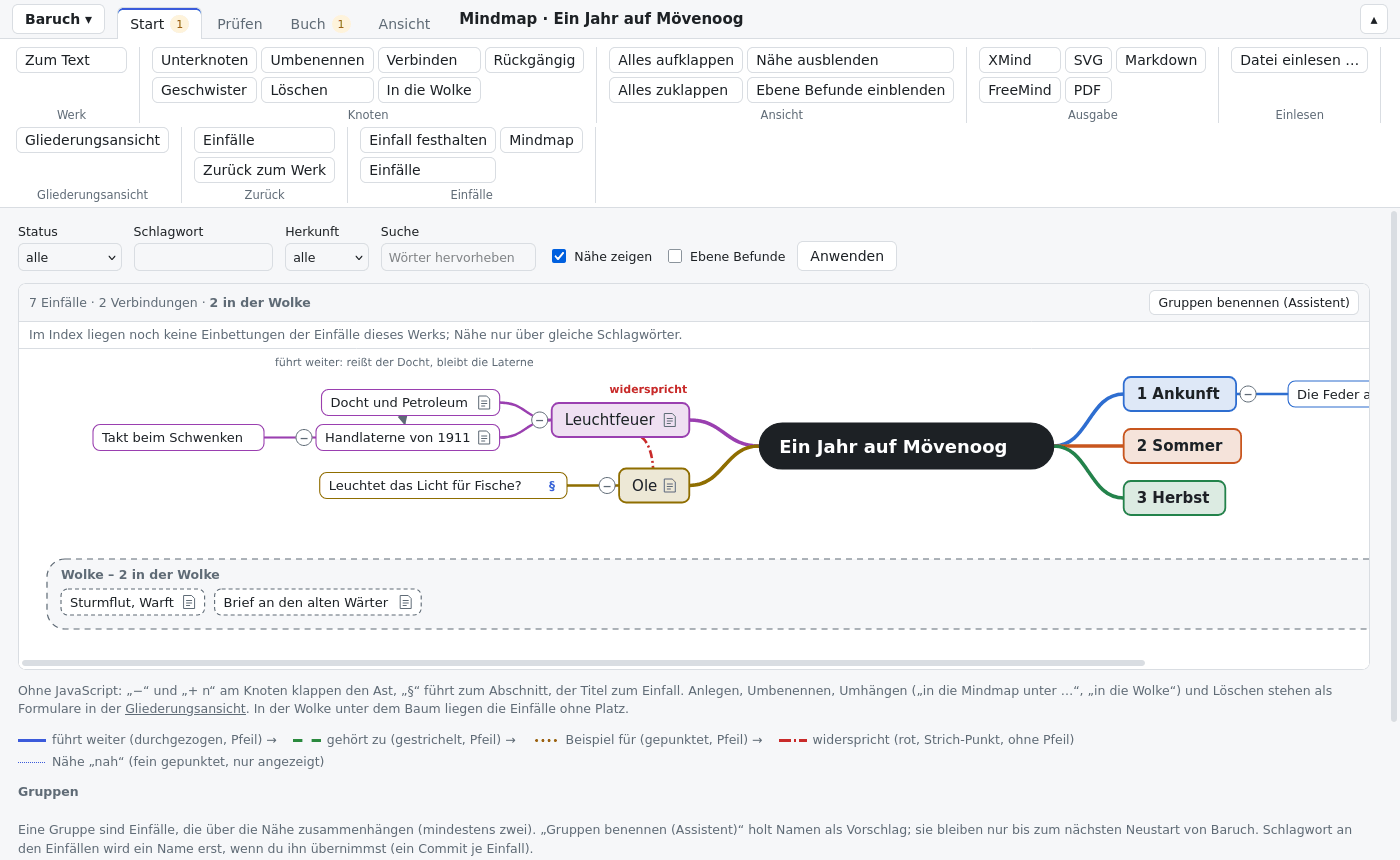 Baruch ▾ Start 1 Prüfen Buch 1 Ansicht Mindmap · Ein Jahr auf Mövenoog ▴
Zum Text Unterknoten Umbenennen Verbinden Rückgängig Alles aufklappen Nähe ausblenden XMind SVG Markdown Datei einlesen …
Geschwister Löschen In die Wolke Alles zuklappen Ebene Befunde einblenden FreeMind PDF
Werk Knoten Ansicht Ausgabe Einlesen
Gliederungsansicht Einfälle Einfall festhalten Mindmap
Zurück zum Werk Einfälle
Gliederungsansicht Zurück Einfälle
Status Schlagwort Herkunft Suche
alle alle Wörter hervorheben Nähe zeigen Ebene Befunde Anwenden
7 Einfälle · 2 Verbindungen · 2 in der Wolke Gruppen benennen (Assistent)
Im Index liegen noch keine Einbettungen der Einfälle dieses Werks; Nähe nur über gleiche Schlagwörter.
führt weiter: reißt der Docht, bleibt die Laterne
widerspricht
Docht und Petroleum Leuchtfeuer 1 Ankunft Die Feder a
Takt beim Schwenken Handlaterne von 1911 Ein Jahr auf Mövenoog 2 Sommer
Leuchtet das Licht für Fische? § Ole 3 Herbst
Wolke – 2 in der Wolke
Sturmflut, Warft Brief an den alten Wärter
Ohne JavaScript: „−“ und „+ n“ am Knoten klappen den Ast, „§“ führt zum Abschnitt, der Titel zum Einfall. Anlegen, Umbenennen, Umhängen („in die Mindmap unter …“, „in die Wolke“) und Löschen stehen als
Formulare in der Gliederungsansicht. In der Wolke unter dem Baum liegen die Einfälle ohne Platz.
führt weiter (durchgezogen, Pfeil) → gehört zu (gestrichelt, Pfeil) → Beispiel für (gepunktet, Pfeil) → widerspricht (rot, Strich-Punkt, ohne Pfeil)
Nähe „nah“ (fein gepunktet, nur angezeigt)
Gruppen
Eine Gruppe sind Einfälle, die über die Nähe zusammenhängen (mindestens zwei). „Gruppen benennen (Assistent)“ holt Namen als Vorschlag; sie bleiben nur bis zum nächsten Neustart von Baruch. Schlagwort an
den Einfällen wird ein Name erst, wenn du ihn übernimmst (ein Commit je Einfall).